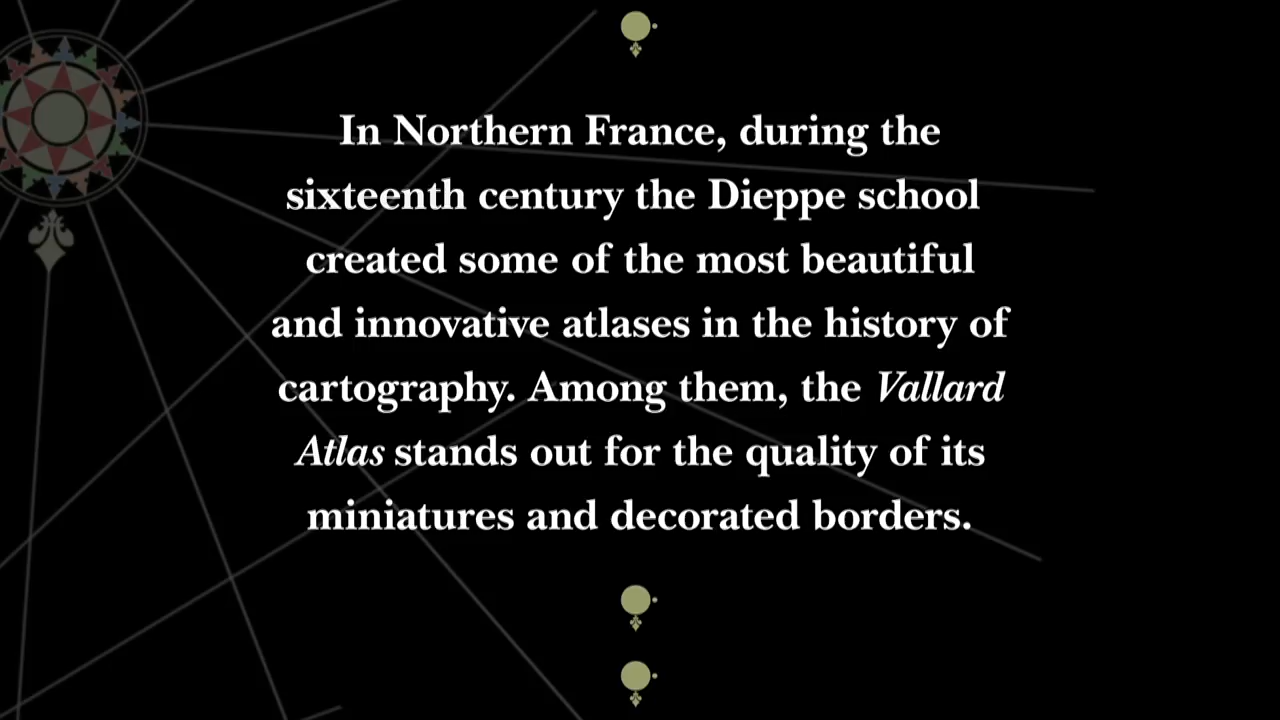 In Northern France, during the
sixteenth century the Dieppe school
created some of the most beautiful
and innovative atlases in the history of
cartography. Among them, the Vallard
Atlas stands out for the quality of its
miniatures and decorated borders.